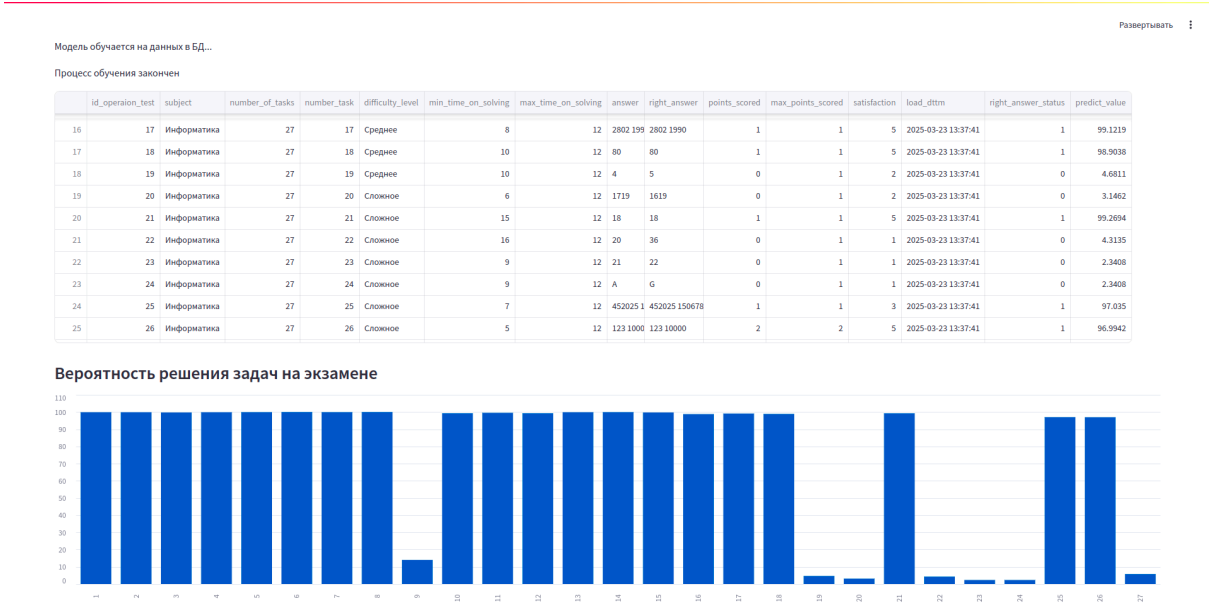 Развертывать
Модель обучается на данных в БД...
Процесс обучения закончен
id_operaion_test subject number_of_tasks number_task difficulty_level min_time_on_solving max_time_on_solving answer right_answer points_scored max_points_scored satisfaction load_dttm right_answer_status predict_value
16 17 Информатика 27 17 Среднее 8 12 2802 199 2802 1990 1 1 5 2025-03-23 13:37:41 1 99.1219
17 18 Информатика 27 18 Среднее 10 12 80 80 1 1 5 2025-03-23 13:37:41 1 98.9038
18 19 Информатика 27 19 Среднее 10 12 4 5 0 1 2 2025-03-23 13:37:41 0 4.6811
19 20 Информатика 27 20 Сложное 6 12 1719 1619 0 1 2 2025-03-23 13:37:41 0 3.1462
20 21 Информатика 27 21 Сложное 15 12 18 18 1 1 5 2025-03-23 13:37:41 1 99.2694
21 22 Информатика 27 22 Сложное 16 12 20 36 0 1 1 2025-03-23 13:37:41 0 4.3135
22 23 Информатика 27 23 Сложное 9 12 21 22 0 1 1 2025-03-23 13:37:41 0 2.3408
23 24 Информатика 27 24 Сложное 9 12 A G 0 1 1 2025-03-23 13:37:41 0 2.3408
24 25 Информатика 27 25 Сложное 7 12 452025 1 452025 150678 1 1 3 2025-03-23 13:37:41 1 97.035
25 26 Информатика 27 26 Сложное 5 12 123 1000 123 10000 2 2 5 2025-03-23 13:37:41 1 96.9942
Вероятность решения задач на экзамене
110
100
90
80
70
60
50
40
30
20
10
0
1 2 3 4 5 6 7 8 9 10 11 12 13 14 15 16 17 18 19 20 21 22 23 24 25 26 27